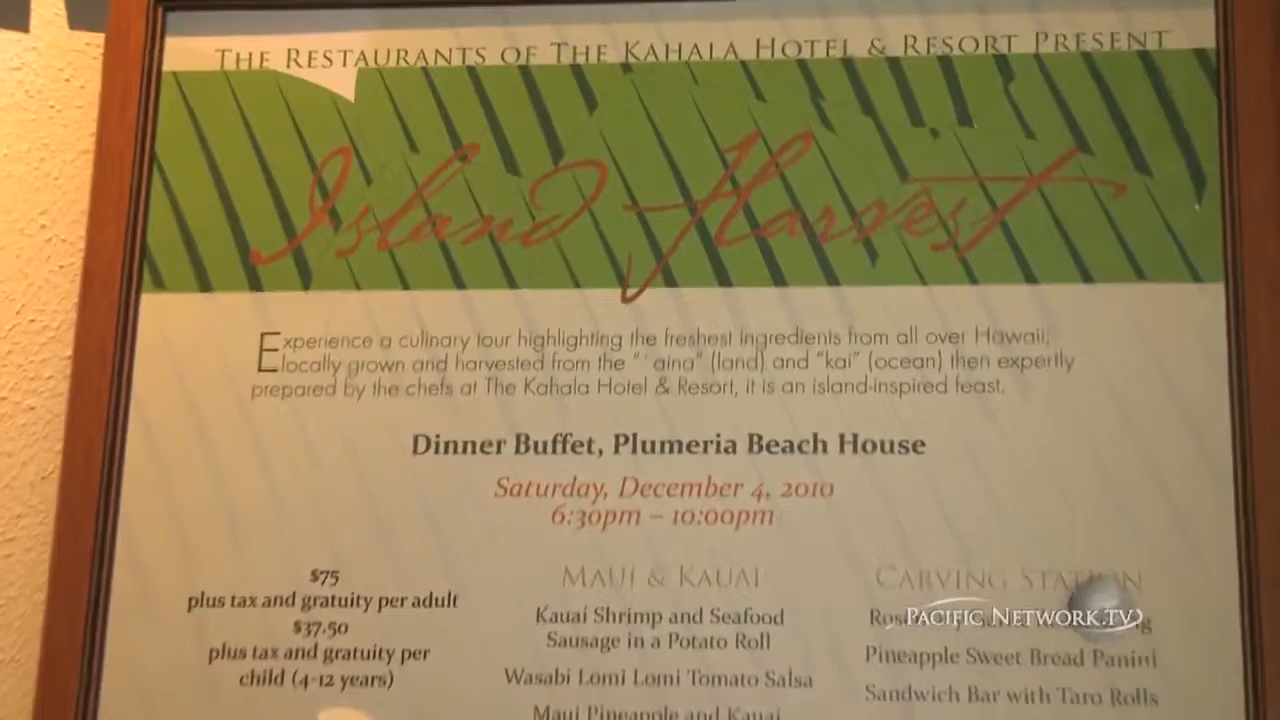 THE RESTAURANTS OF THE KAHALA HOTEL & RESORT PRESENT
Island Harvest
Experience a culinary tour highlighting the freshest ingredients from all over Hawaii,
locally grown and harvested from the "`aina" (land) and "kai" (ocean) then expertly
prepared by the chefs at The Kahala Hotel & Resort, it is an island-inspired feast.
Dinner Buffet, Plumeria Beach House
Saturday, December 4, 2010
6:30pm – 10:00pm
$75
plus tax and gratuity per adult
$37.50
plus tax and gratuity per
child (4-12 years)
MAUI & KAUAI
Kauai Shrimp and Seafood
Sausage in a Potato Roll
Wasabi Lomi Lomi Tomato Salsa
Maui Pineapple and Kauai
CARVING STATION
PACIFIC NETWORK.TV
Pineapple Sweet Bread Panini
Sandwich Bar with Taro Rolls